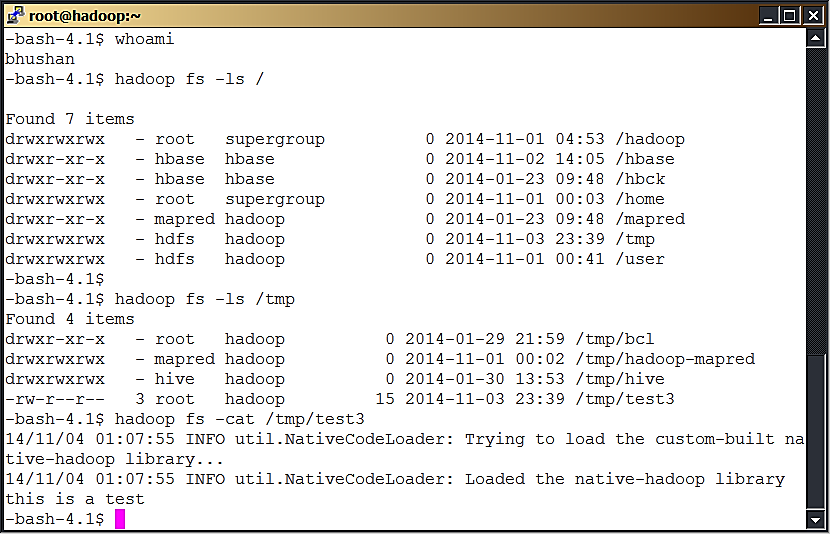 root@hadoop:~
-bash-4.1$ whoami
bhushan
-bash-4.1$ hadoop fs -ls /
Found 7 items
drwxrwxrwx   - root   supergroup          0 2014-11-01 04:53 /hadoop
drwxr-xr-x   - hbase  hbase               0 2014-11-02 14:05 /hbase
drwxr-xr-x   - hbase  hbase               0 2014-01-23 09:48 /hbck
drwxrwxrwx   - root   supergroup          0 2014-11-01 00:03 /home
drwxr-xr-x   - mapred hadoop              0 2014-01-23 09:48 /mapred
drwxrwxrwx   - hdfs   hadoop              0 2014-11-03 23:39 /tmp
drwxrwxrwx   - hdfs   hadoop              0 2014-11-01 00:41 /user
-bash-4.1$
-bash-4.1$ hadoop fs -ls /tmp
Found 4 items
drwxr-xr-x   - root   hadoop          0 2014-01-29 21:59 /tmp/bcl
drwxrwxrwx   - mapred hadoop          0 2014-11-01 00:02 /tmp/hadoop-mapred
drwxrwxrwx   - hive   hadoop          0 2014-01-30 13:53 /tmp/hive
-rw-r--r--   3 root   hadoop         15 2014-11-03 23:39 /tmp/test3
-bash-4.1$ hadoop fs -cat /tmp/test3
14/11/04 01:07:55 INFO util.NativeCodeLoader: Trying to load the custom-built na
tive-hadoop library...
14/11/04 01:07:55 INFO util.NativeCodeLoader: Loaded the native-hadoop library
this is a test
-bash-4.1$